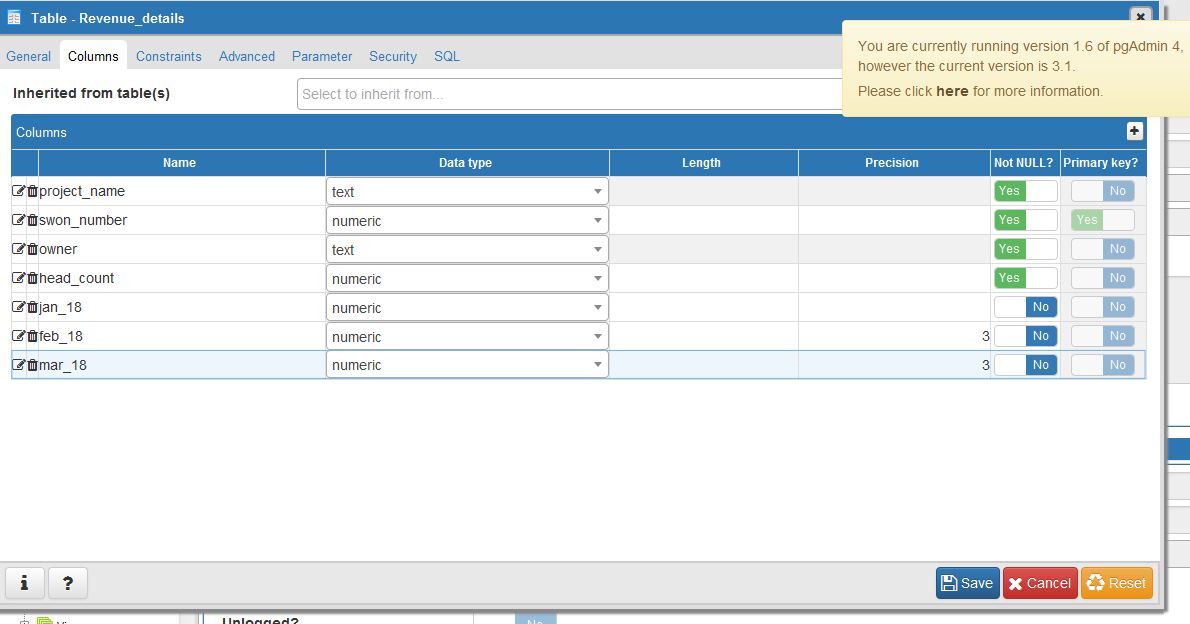 Table - Revenue_details
You are currently running version 1.6 of pgAdmin 4,
however the current version is 3.1.
Please click here for more information.
General Columns Constraints Advanced Parameter Security SQL
Inherited from table(s) Select to inherit from...
Columns
Name Data type Length Precision Not NULL? Primary key?
project_name text Yes No
swon_number numeric Yes Yes
owner text Yes No
head_count numeric Yes No
jan_18 numeric No No
feb_18 numeric 3 No No
mar_18 numeric 3 No No
i ? Save Cancel Reset
Unlogged? No